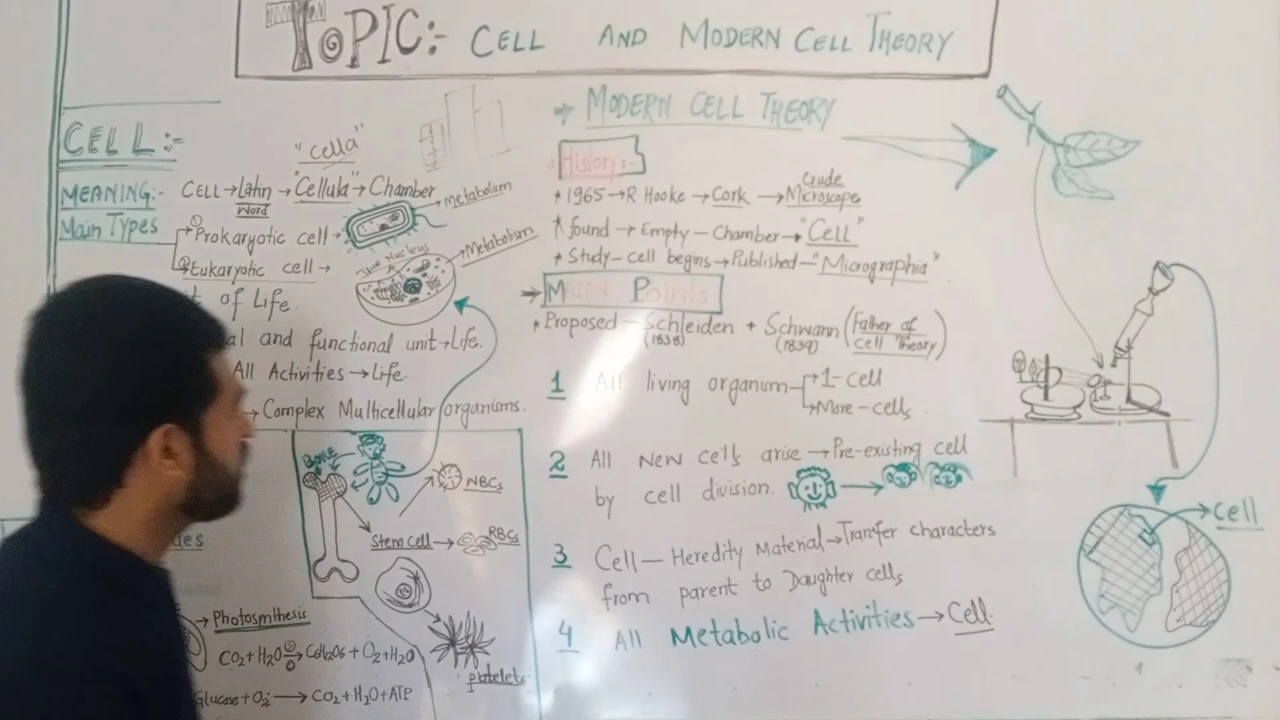 TOPIC:- CELL AND MODERN CELL THEORY
CELL:-
"Cella"
MEANING:- CELL→Latin→"Cellula"→Chamber
Word
Metabolism
Main Types
① Prokaryotic cell→
② Eukaryotic cell→
True Nucleus
Metabolism
of Life.
al and functional unit→Life.
All Activities→Life.
→Complex Multicellular organisms.
BONE
WBCs
Stem cell→
RBCs
Platelets
des
→Photosmthesis
CO2+H2O⇌C6H12O6+O2+H2O
Glucose+O2→CO2+H2O+ATP
→MODERN CELL THEORY
History:-
* 1965→R Hooke→Cork→Crude Microscope
* found→Empty-Chamber→"Cell"
* Study-cell begins→Published-"Micrographia"
→ Main Points
* Proposed-Schleiden + Schwann (Father of cell Theory)
(1838) (1839)
1 All living organism→1-cell
→More-cells.
2 All New cells arise→Pre-existing cell
by cell division.
3 Cell-Heredity Material→Tranfer characters
from parent to Daughter cells
4 All Metabolic Activities→Cell.
→cell